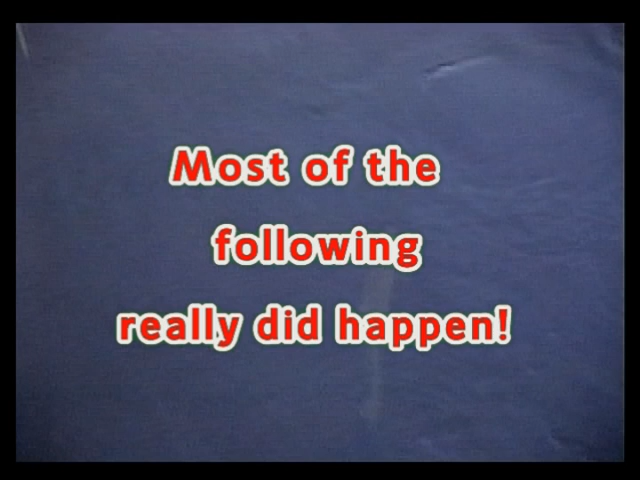 Most of the
following
really did happen!